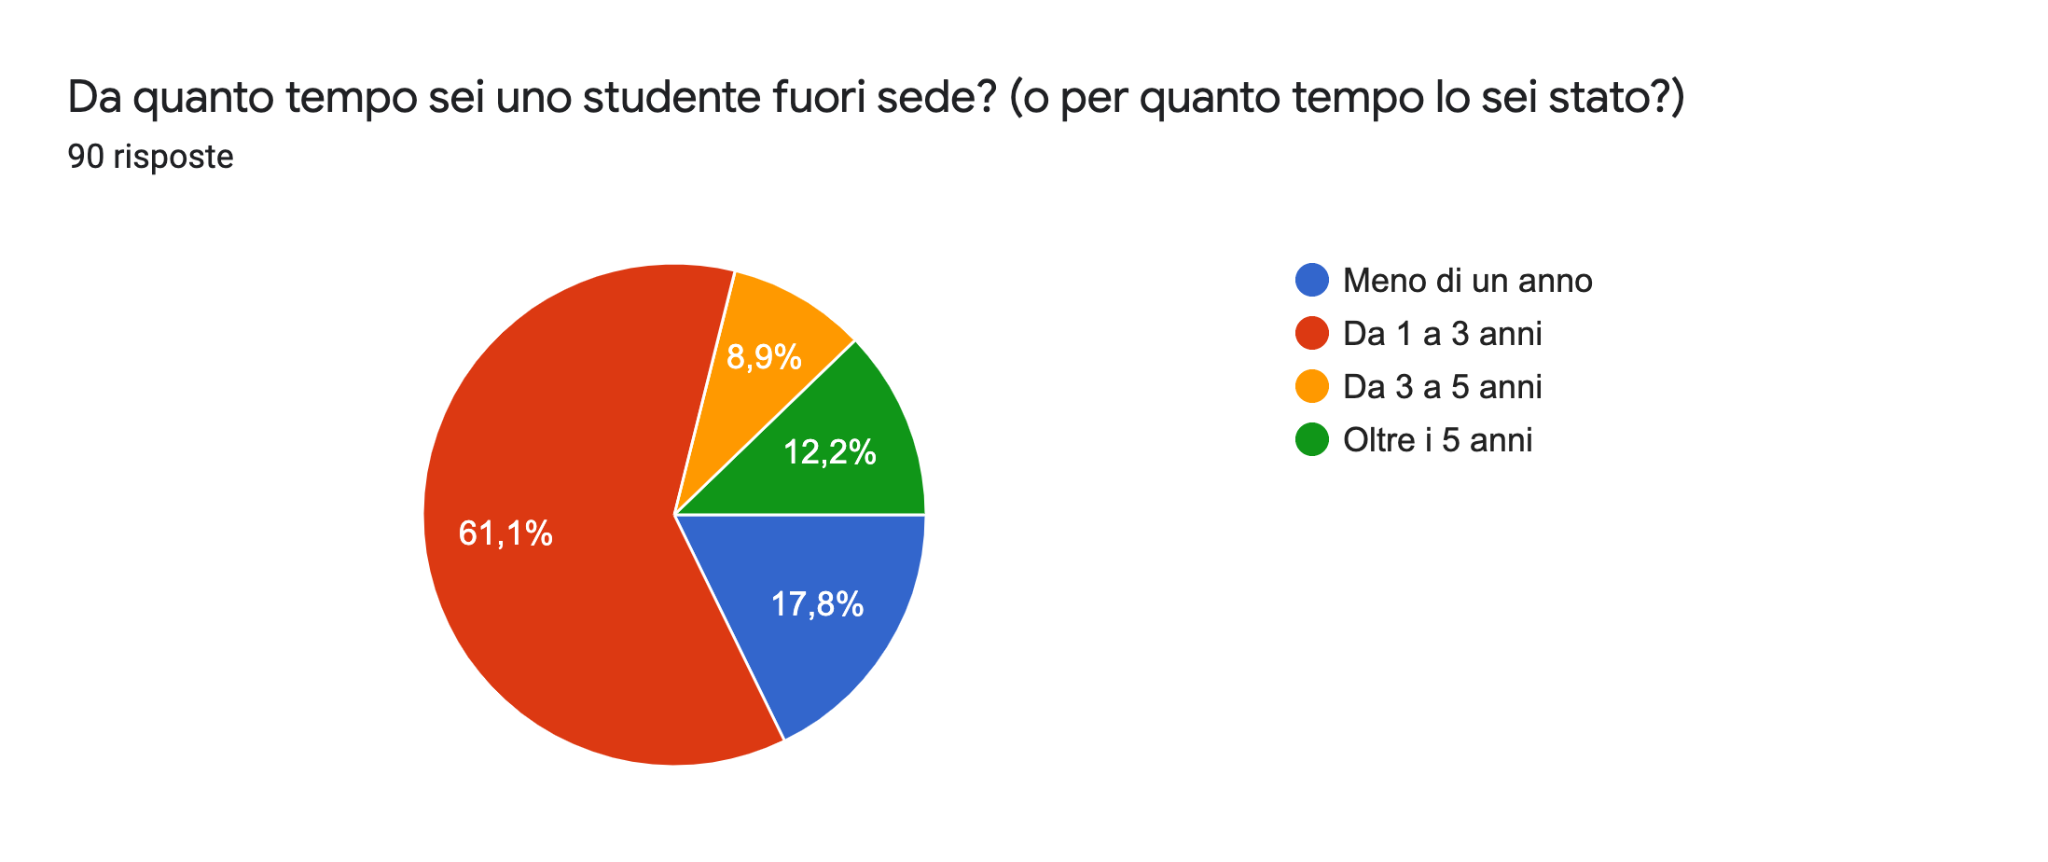 Da quanto tempo sei uno studente fuori sede? (o per quanto tempo lo sei stato?)
90 risposte
Meno di un anno
Da 1 a 3 anni
Da 3 a 5 anni
Oltre i 5 anni
8,9%
12,2%
61,1%
17,8%